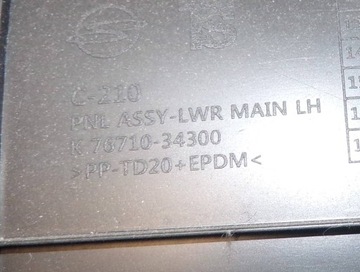 C 210
PNL ASSY-LWR MAIN LH
K 76710-34300
>PP-TD20+EPDM<